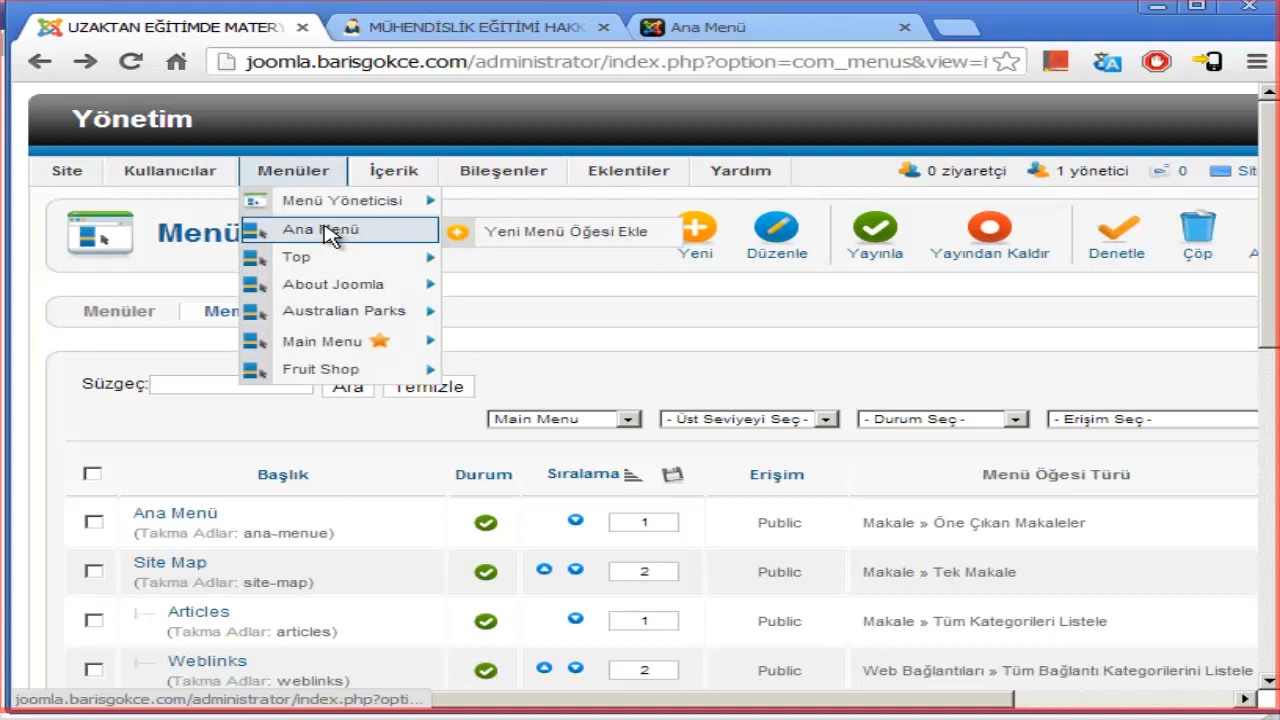 UZAKTAN EĞİTİMDE MATERY
MÜHENDİSLİK EĞİTİMİ HAKK
Ana Menü
joomla.barisgokce.com/administrator/index.php?option=com_menus&view=i
Yönetim
Site
Kullanıcılar
Menüler
İçerik
Bileşenler
Eklentiler
Yardım
0 ziyaretçi
1 yönetici
0
Sit
Menü Yöneticisi
Ana Menü
Yeni Menü Öğesi Ekle
Top
About Joomla
Australian Parks
Main Menu
Fruit Shop
Menü
Yeni
Düzenle
Yayınla
Yayından Kaldır
Denetle
Çöp
A
Menüler
Men
Süzgeç:
Ara
Temizle
Main Menu
- Üst Seviyeyi Seç -
- Durum Seç -
- Erişim Seç -
Başlık
Durum
Sıralama
Erişim
Menü Öğesi Türü
Ana Menü
(Takma Adlar: ana-menue)
1
Public
Makale » Öne Çıkan Makaleler
Site Map
(Takma Adlar: site-map)
2
Public
Makale » Tek Makale
Articles
(Takma Adlar: articles)
1
Public
Makale » Tüm Kategorileri Listele
Weblinks
(Takma Adlar: weblinks)
2
Public
Web Bağlantıları » Tüm Bağlantı Kategorilerini Listele
joomla.barisgokce.com/administrator/index.php?opti...